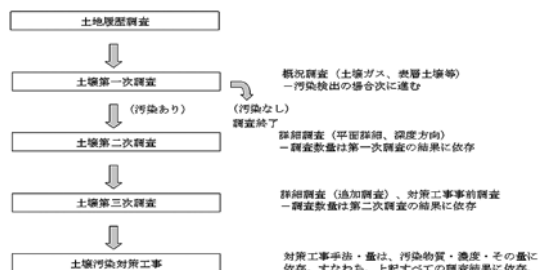 土地履歴調査
土壌第一次調査
概況調査（土壌ガス、表層土壌等）
－汚染検出の場合次に進む
（汚染あり）
（汚染なし）
調査終了
土壌第二次調査
詳細調査（平面詳細、深度方向）
－調査数量は第一次調査の結果に依存
土壌第三次調査
詳細調査（追加調査）、対策工事事前調査
－調査数量は第二次調査の結果に依存
土壌汚染対策工事
対策工事手法・量は、汚染物質・濃度・その量に
依存、すなわち、上記すべての調査結果に依存。